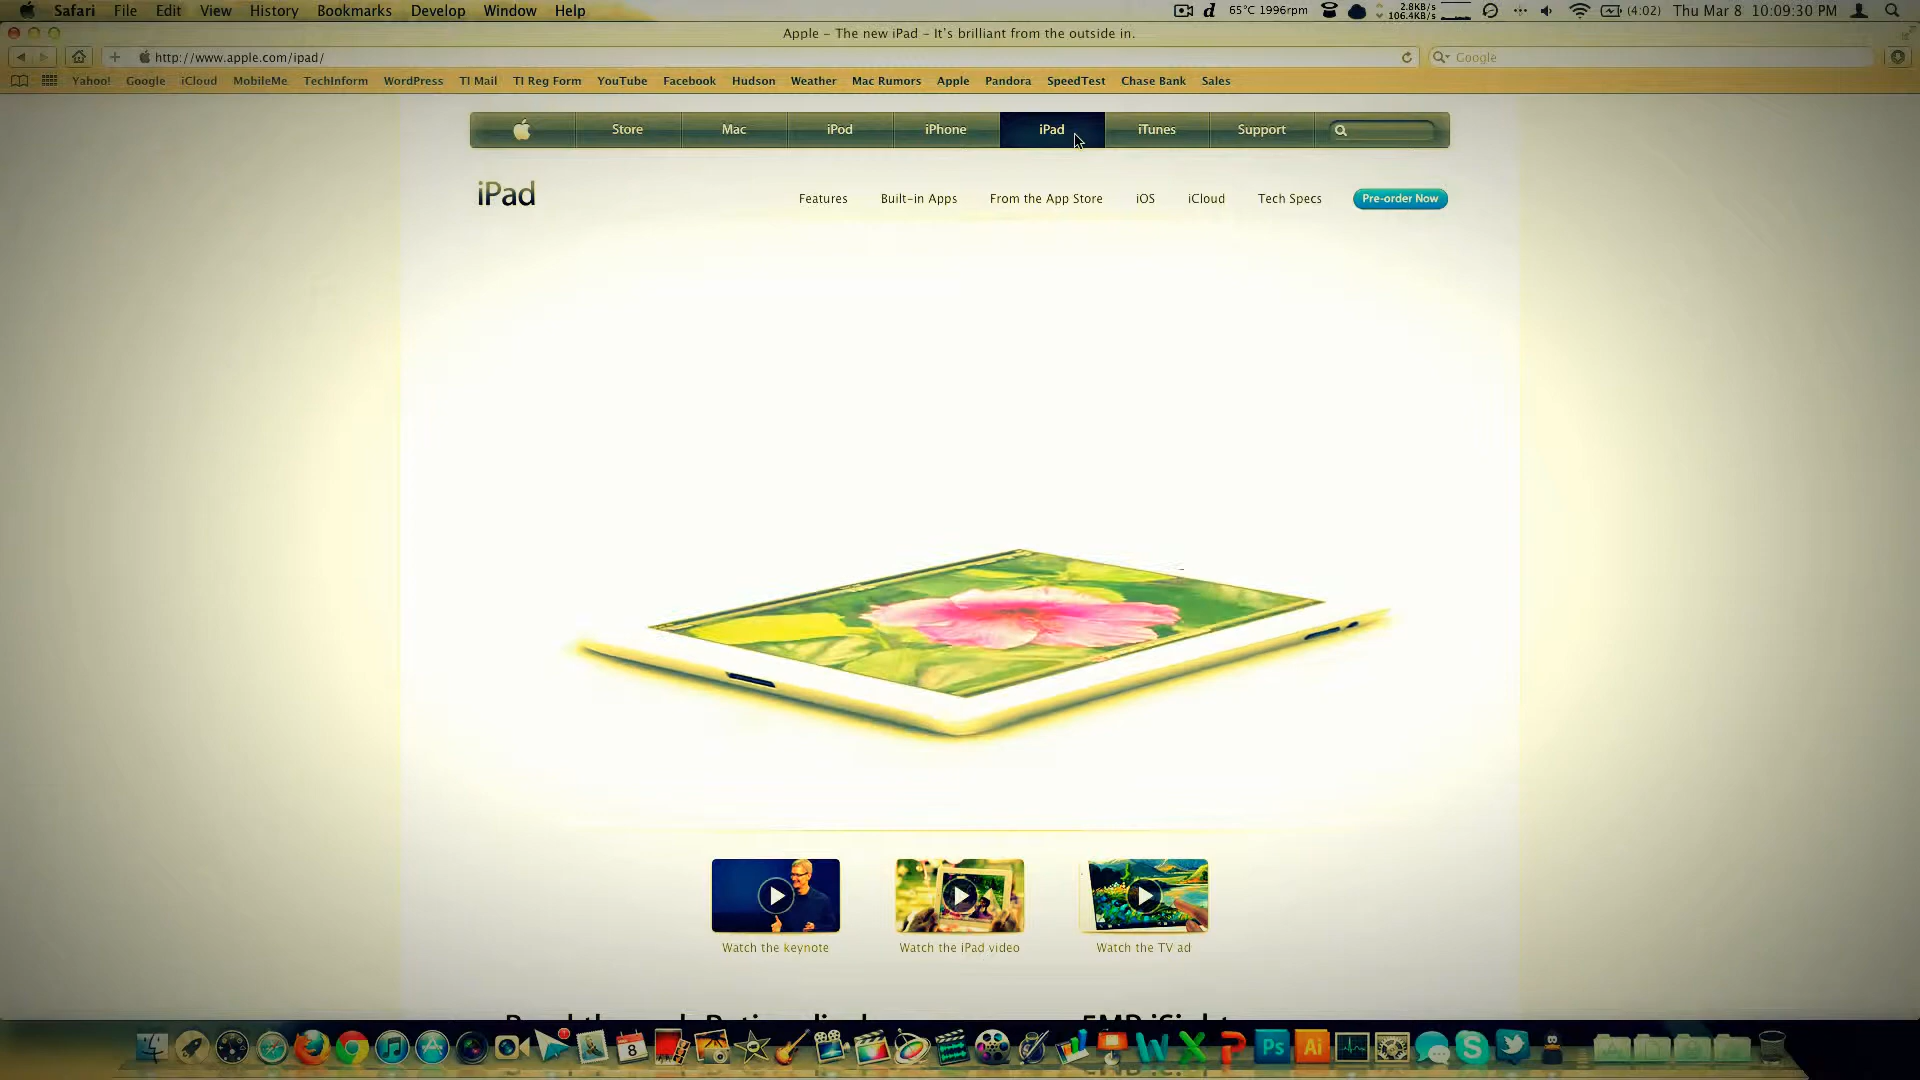 Safari File Edit View History Bookmarks Develop Window Help d 65°C 1996rpm 2.8KB/s 106.4KB/s (4:02) Thu Mar 8 10:09:30 PM
Apple – The new iPad – It's brilliant from the outside in.
http://www.apple.com/ipad/ Google
Yahoo! Google iCloud MobileMe TechInform WordPress TI Mail TI Reg Form YouTube Facebook Hudson Weather Mac Rumors Apple Pandora SpeedTest Chase Bank Sales
Store Mac iPod iPhone iPad iTunes Support
iPad Features Built-in Apps From the App Store iOS iCloud Tech Specs Pre-order Now
Watch the keynote Watch the iPad video Watch the TV ad
8 Ps Ai